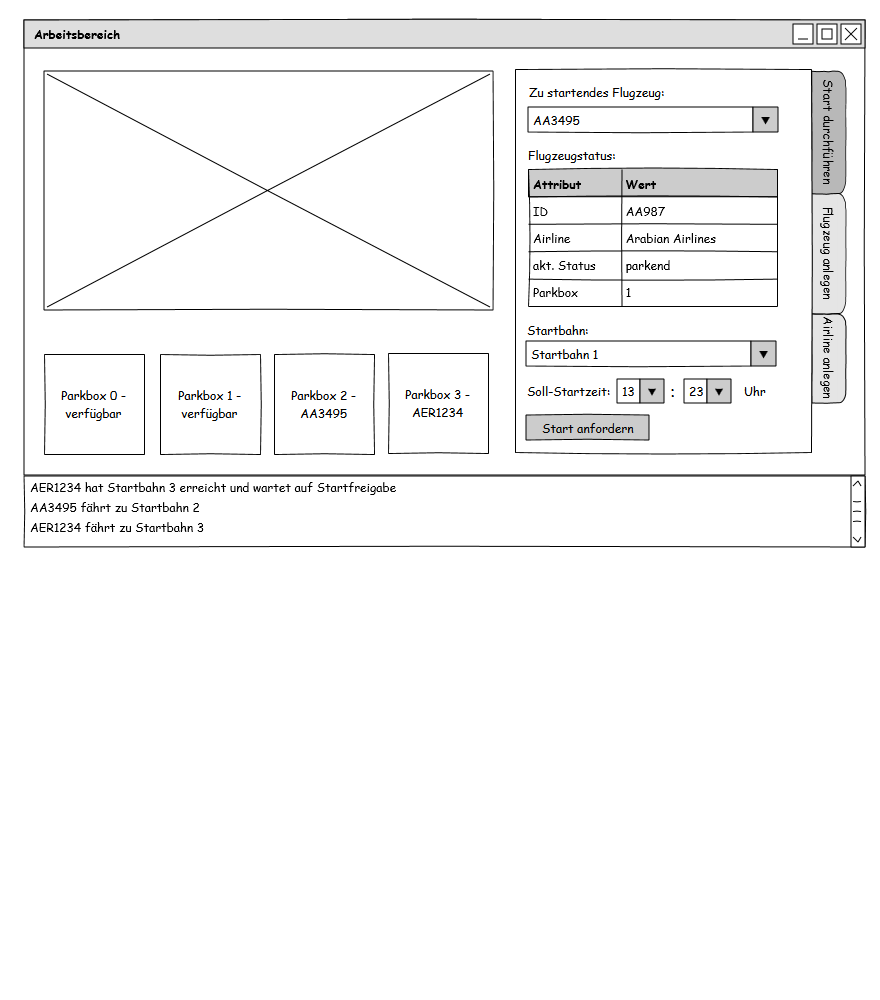 Arbeitsbereich
Zu startendes Flugzeug:
AA3495
Flugzeugstatus:
Attribut Wert
ID AA987
Airline Arabian Airlines
akt. Status parkend
Parkbox 1
Startbahn:
Startbahn 1
Soll-Startzeit: 13 : 23 Uhr
Start anfordern
Start durchführen
Flugzeug anlegen
Airline anlegen
Parkbox 0 -
verfügbar
Parkbox 1 -
verfügbar
Parkbox 2 -
AA3495
Parkbox 3 -
AER1234
AER1234 hat Startbahn 3 erreicht und wartet auf Startfreigabe
AA3495 fährt zu Startbahn 2
AER1234 fährt zu Startbahn 3